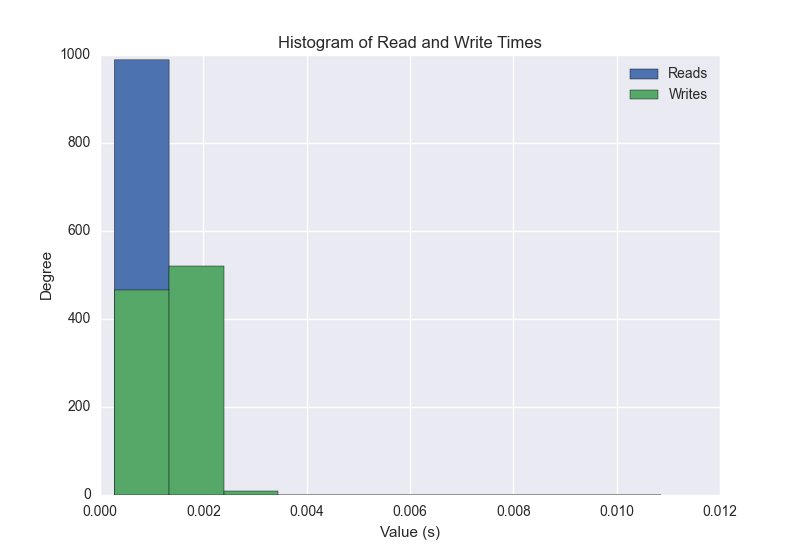 Histogram of Read and Write Times
Reads
Writes
1000
800
600
400
200
0
Degree
0.000 0.002 0.004 0.006 0.008 0.010 0.012
Value (s)